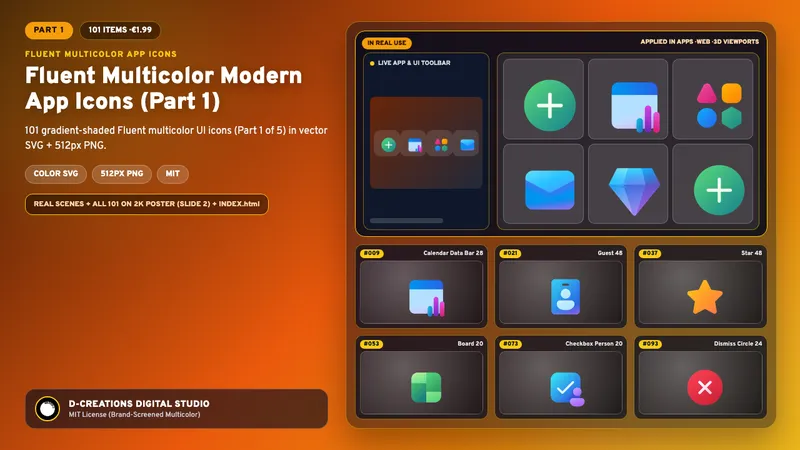 PART 1
101 ITEMS -€1.99
FLUENT MULTICOLOR APP ICONS
Fluent Multicolor Modern
App Icons (Part 1)
101 gradient-shaded Fluent multicolor UI icons (Part 1 of 5) in vector
SVG + 512px PNG.
COLOR SVG
512PX PNG
MIT
REAL SCENES + ALL 101 ON 2K POSTER (SLIDE 2) + INDEX.html
D-CREATIONS DIGITAL STUDIO
MIT License (Brand-Screened Multicolor)
IN REAL USE
APPLIED IN APPS ·WEB ·3D VIEWPORTS
LIVE APP & UI TOOLBAR
#009
Calendar Data Bar 28
#021
Guest 48
#037
Star 48
#053
Board 20
#073
Checkbox Person 20
#093
Dismiss Circle 24